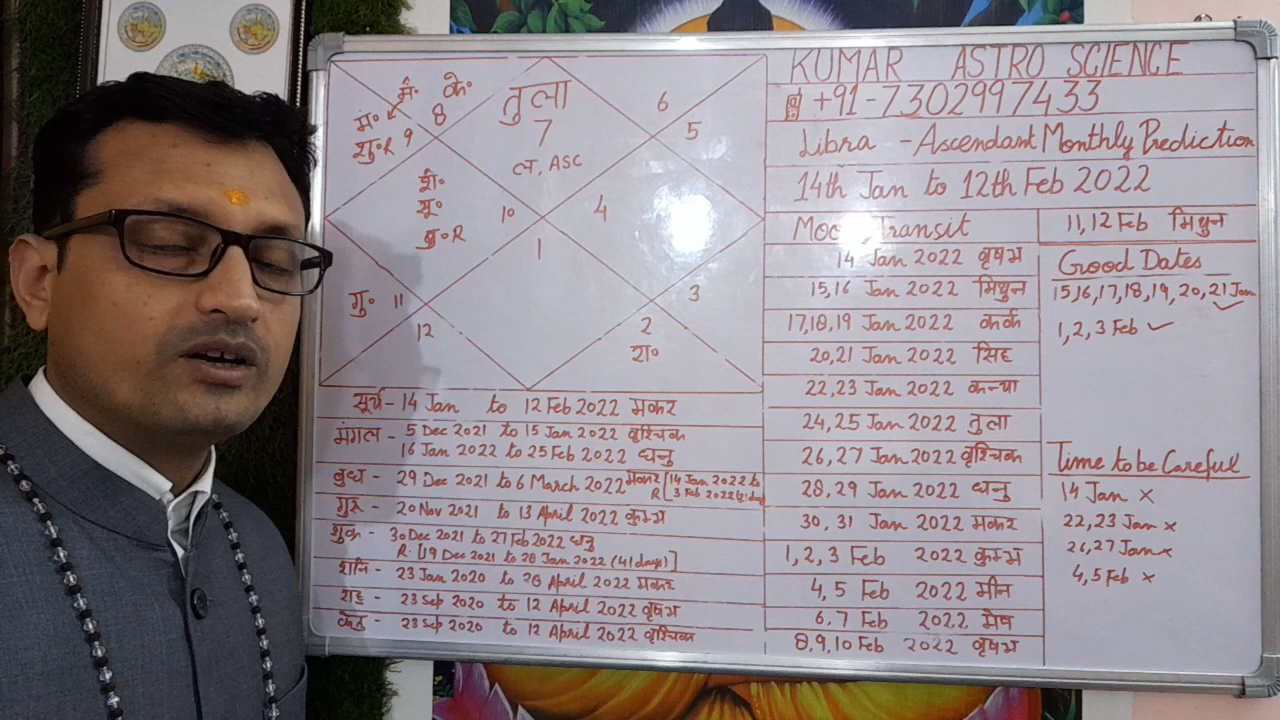 मं॰ के॰
मं॰ 8
शु॰R 9
तुला
7
ल. ASC
6
5
श॰
सू॰
बु॰R
10
4
1
गु॰ 11
12
3
2
रा॰
सूर्य - 14 Jan to 12 Feb 2022 मकर
मंगल - 5 Dec 2021 to 15 Jan 2022 वृश्चिक
16 Jan 2022 to 25 Feb 2022 धनु
बुध - 29 Dec 2021 to 6 March 2022 मकर [14 Jan 2022 to
R 3 Feb 2022 (21 days)
गुरू - 20 Nov 2021 to 13 April 2022 कुम्भ
शुक्र - 30 Dec 2021 to 27 Feb 2022 धनु
R- [19 Dec 2021 to 28 Jan 2022 (41 days)]
शनि - 23 Jan 2020 to 28 April 2022 मकर
राहु - 23 Sep 2020 to 12 April 2022 वृषभ
केतु - 23 Sep 2020 to 12 April 2022 वृश्चिक
KUMAR ASTRO SCIENCE
+91-7302997433
Libra - Ascendant Monthly Prediction
14th Jan to 12th Feb 2022
Moon Transit
14 Jan 2022 वृषभ
15,16 Jan 2022 मिथुन
17,18,19 Jan 2022 कर्क
20,21 Jan 2022 सिंह
22,23 Jan 2022 कन्या
24,25 Jan 2022 तुला
26,27 Jan 2022 वृश्चिक
28,29 Jan 2022 धनु
30, 31 Jan 2022 मकर
1, 2, 3 Feb 2022 कुम्भ
4, 5 Feb 2022 मीन
6, 7 Feb 2022 मेष
8,9,10 Feb 2022 वृषभ
11,12 Feb मिथुन
Good Dates
15,16,17,18,19,20,21 Jan ✓
1,2,3 Feb ✓
Time to be Careful
14 Jan ×
22,23 Jan ×
26,27 Jan ×
4,5 Feb ×